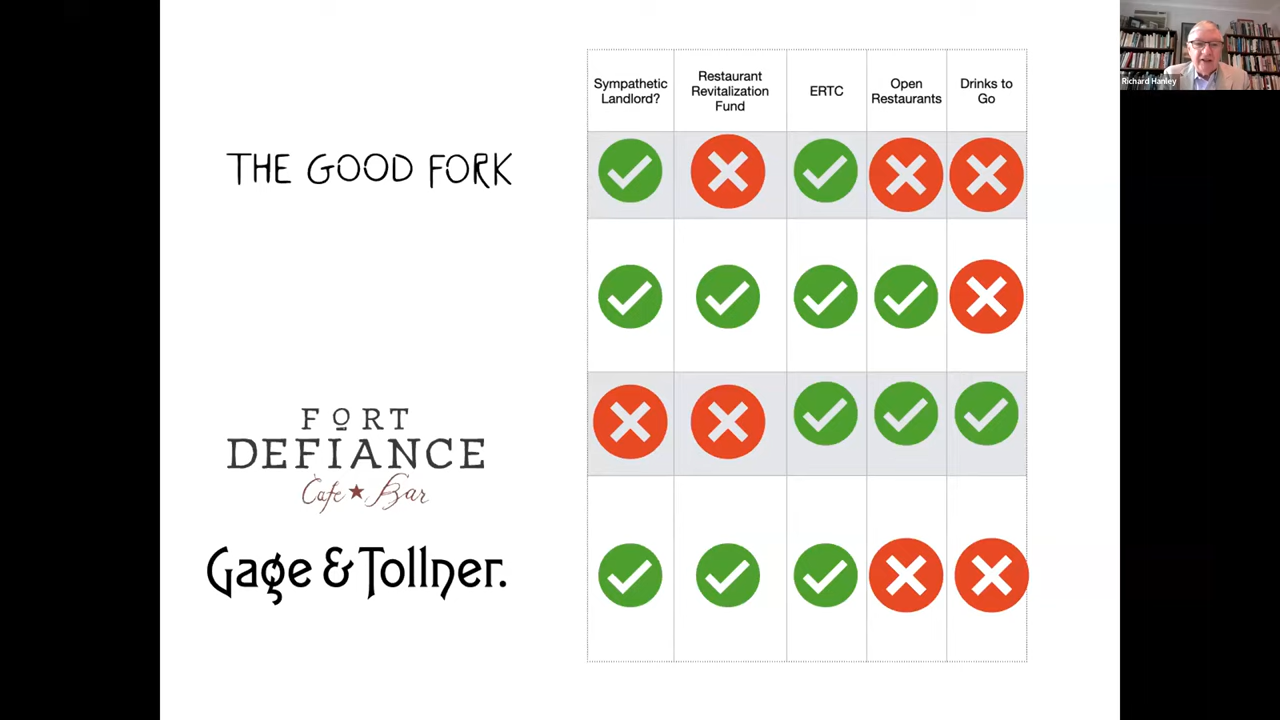 Sympathetic
Landlord?
Restaurant
Revitalization
Fund
ERTC
Open
Restaurants
Drinks to
Go
Richard Hanley
THE GOOD FORK
FORT
DEFIANCE
Cafe ★ Bar
Gage & Tollner.